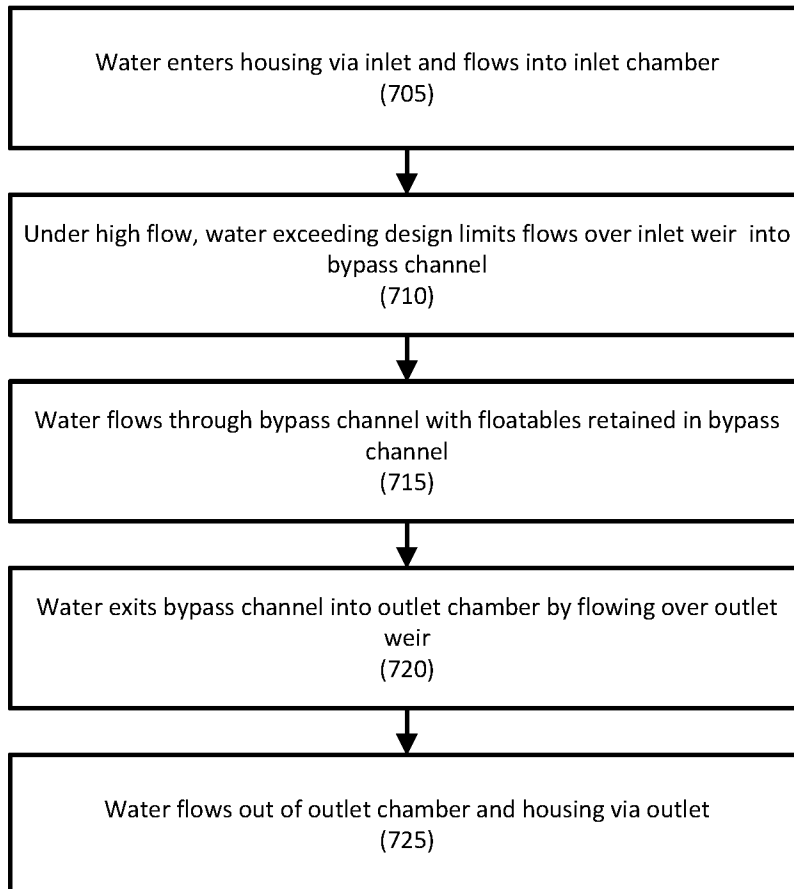 Water enters housing via inlet and flows into inlet chamber
(705)
Under high flow, water exceeding design limits flows over inlet weir into
bypass channel
(710)
Water flows through bypass channel with floatables retained in bypass
channel
(715)
Water exits bypass channel into outlet chamber by flowing over outlet
weir
(720)
Water flows out of outlet chamber and housing via outlet
(725)